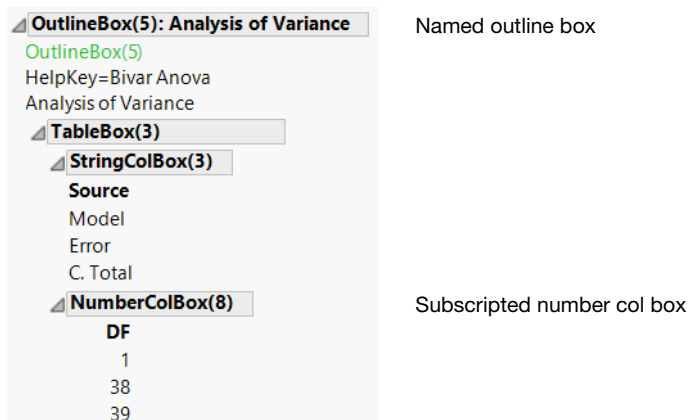 OutlineBox(5): Analysis of Variance Named outline box
OutlineBox(5)
HelpKey=Bivar Anova
Analysis of Variance
TableBox(3)
StringColBox(3)
Source
Model
Error
C. Total
NumberColBox(8) Subscripted number col box
DF
1
38
39